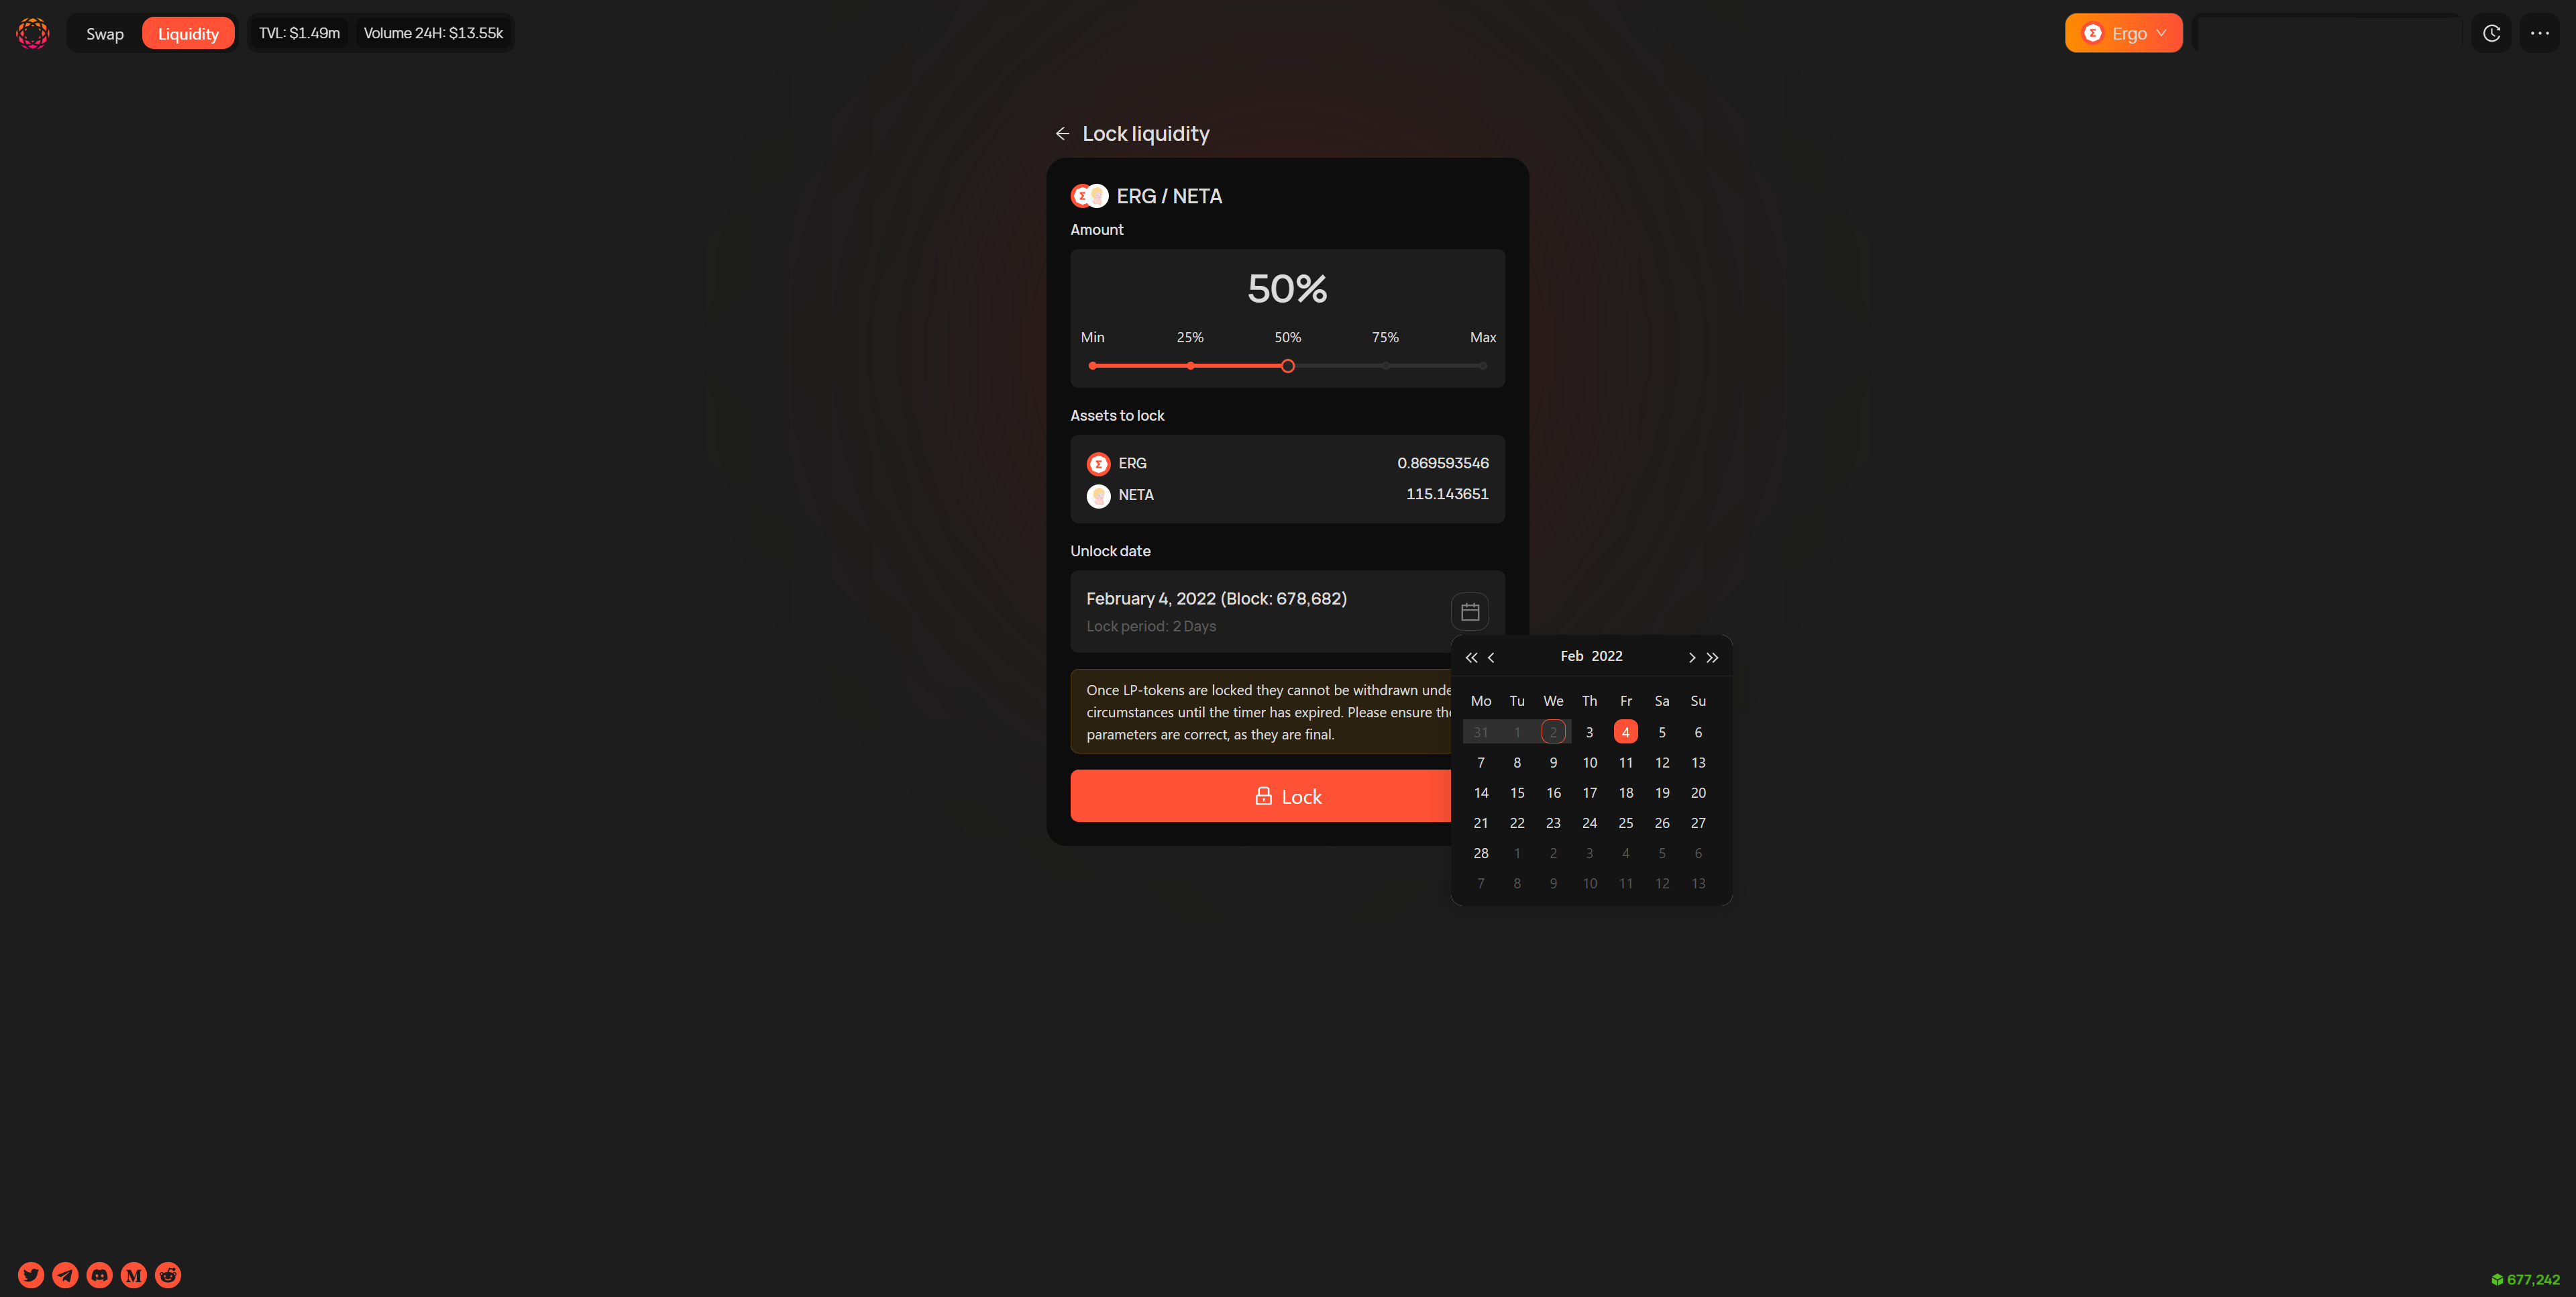 Swap Liquidity TVL: $1.49m Volume 24H: $13.55k Σ Ergo
Lock liquidity
Σ ERG / NETA
Amount
50%
Min 25% 50% 75% Max
Assets to lock
Σ ERG 0.869593546
NETA 115.143651
Unlock date
February 4, 2022 (Block: 678,682)
Lock period: 2 Days
Feb 2022
Once LP-tokens are locked they cannot be withdrawn unde
circumstances until the timer has expired. Please ensure the
parameters are correct, as they are final.
Lock
Mo Tu We Th Fr Sa Su
31 1 2 3 4 5 6
7 8 9 10 11 12 13
14 15 16 17 18 19 20
21 22 23 24 25 26 27
28 1 2 3 4 5 6
7 8 9 10 11 12 13
M
677,242